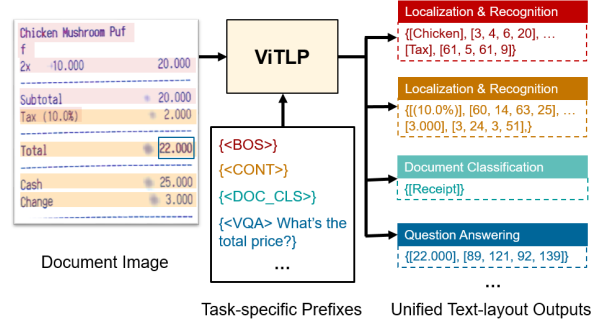 Chicken Mushroom Puf
f
2x 10.000 20.000
Subtotal 20.000
Tax (10.0%) 2.000
Total 22.000
Cash 25.000
Change 3.000
Document Image
ViTLP
{<BOS>}
{<CONT>}
{<DOC_CLS>}
{<VQA> What's the
total price?}
...
Task-specific Prefixes
Localization & Recognition
{[Chicken], [3, 4, 6, 20], ...
[Tax], [61, 5, 61, 9]}
Localization & Recognition
{[(10.0%)], [60, 14, 63, 25], ...
[3.000], [3, 24, 3, 51],}
Document Classification
{[Receipt]}
Question Answering
{[22.000], [89, 121, 92, 139]}
...
Unified Text-layout Outputs